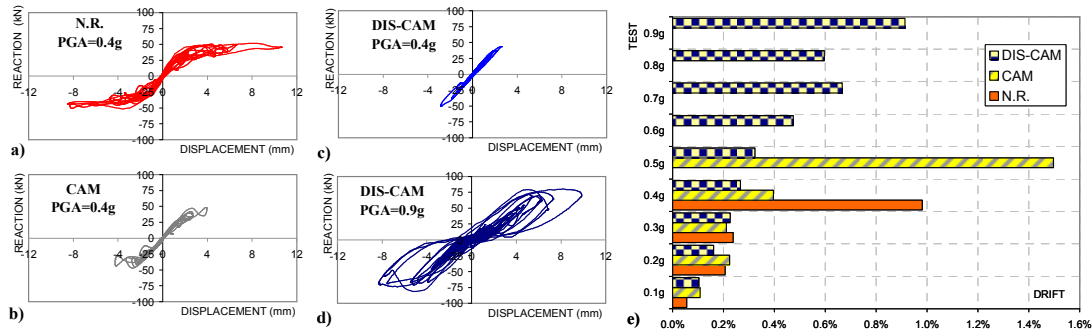 N.R.
PGA=0.4g
REACTION (kN)
100
75
50
25
0
-25
-50
-75
-100
-12 -8 -4 0 4 8 12
DISPLACEMENT (mm)
a)
CAM
PGA=0.4g
REACTION (kN)
100
75
50
25
0
-25
-50
-75
-100
-12 -8 -4 0 4 8 12
DISPLACEMENT (mm)
b)
DIS-CAM
PGA=0.4g
REACTION (kN)
100
75
50
25
0
-25
-50
-75
-100
-12 -8 -4 0 4 8 12
DISPLACEMENT (mm)
c)
DIS-CAM
PGA=0.9g
REACTION (kN)
100
75
50
25
0
-25
-50
-75
-100
-12 -8 -4 0 4 8 12
DISPLACEMENT (mm)
d)
TEST
0.9g
0.8g
0.7g
0.6g
0.5g
0.4g
0.3g
0.2g
0.1g
DIS-CAM
CAM
N.R.
DRIFT
e)
0.0% 0.2% 0.4% 0.6% 0.8% 1.0% 1.2% 1.4% 1.6%